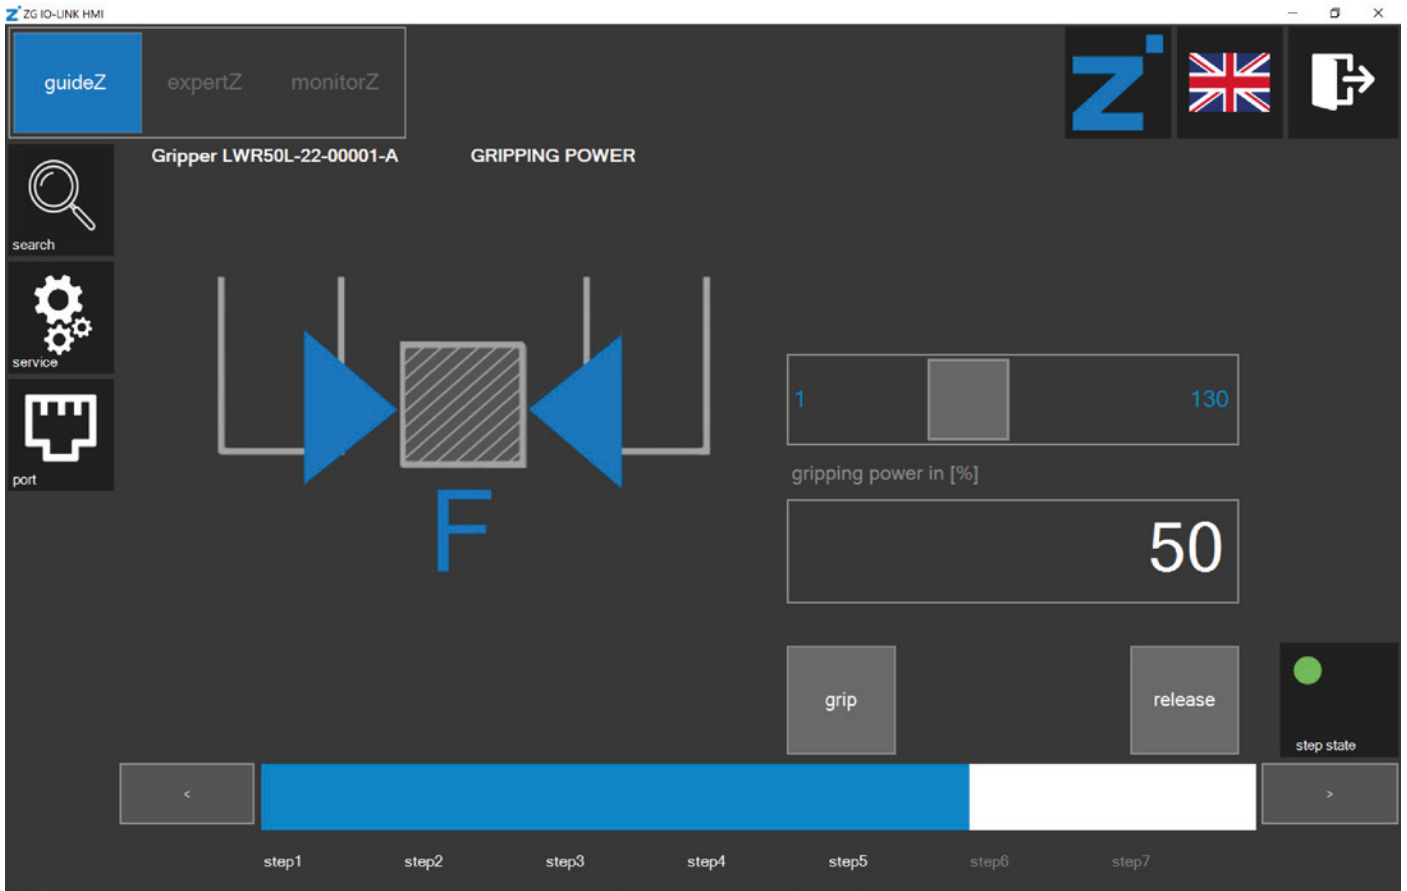 ZG IO-LINK HMI
guideZ expertZ monitorZ
Gripper LWR50L-22-00001-A GRIPPING POWER
search
service
port
F
1 130
gripping power in [%]
50
grip release
step state
< >
step1 step2 step3 step4 step5 step6 step7